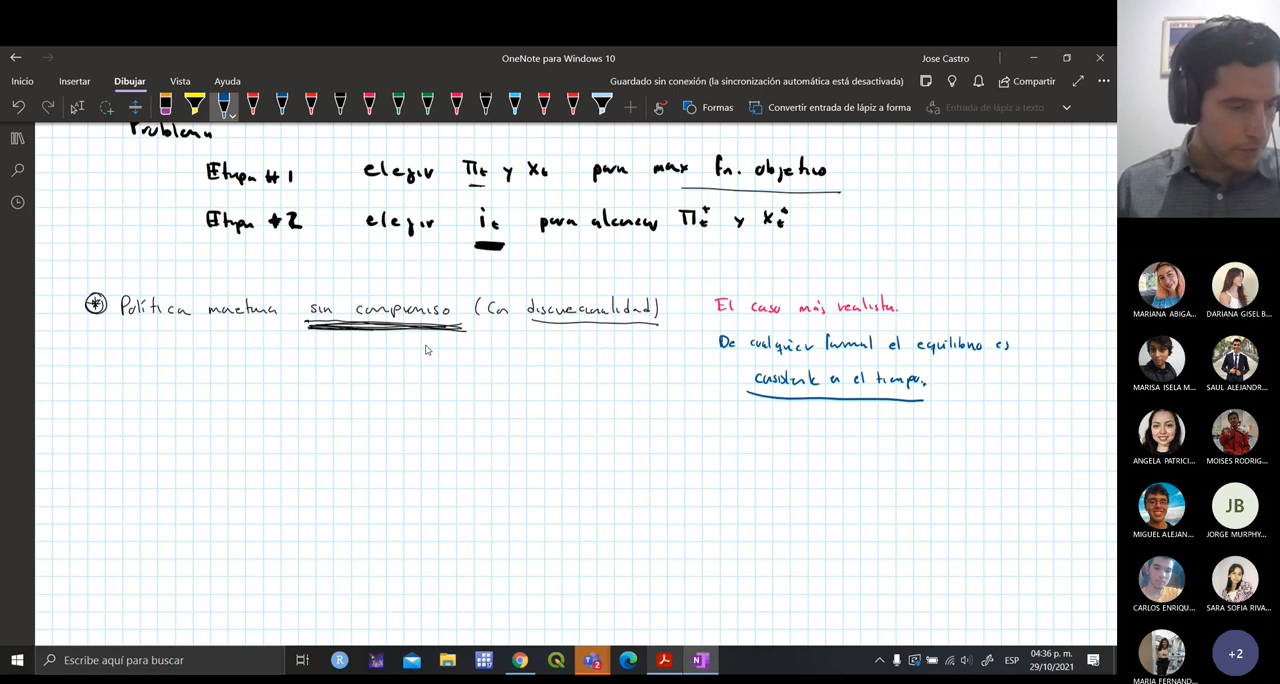 OneNote para Windows 10
Jose Castro
Inicio
Insertar
Dibujar
Vista
Ayuda
Guardado sin conexión (la sincronización automática está desactivada)
Compartir
Formas
Convertir entrada de lápiz a forma
Entrada de lápiz a texto
Problema
Etapa #1 elegir Πt y xt para max fn. objetivo
Etapa #2 elegir it para alcanzar Πt* y xt*
Política monetaria sin compromiso (Con discrecionalidad)
El caso más realista.
De cualquier forma el equilibrio es
consistente en el tiempo.
MARIANA ABIGA...
DARIANA GISEL B...
MARISA ISELA M...
SAUL ALEJANDR...
ANGELA PATRICI...
MOISES RODRIG...
JB
MIGUEL ALEJAN...
JORGE MURPHY...
CARLOS ENRIQU...
SARA SOFIA RIVA...
MARIA FERNAND...
+2
Escribe aquí para buscar
ESP
04:36 p. m.
29/10/2021